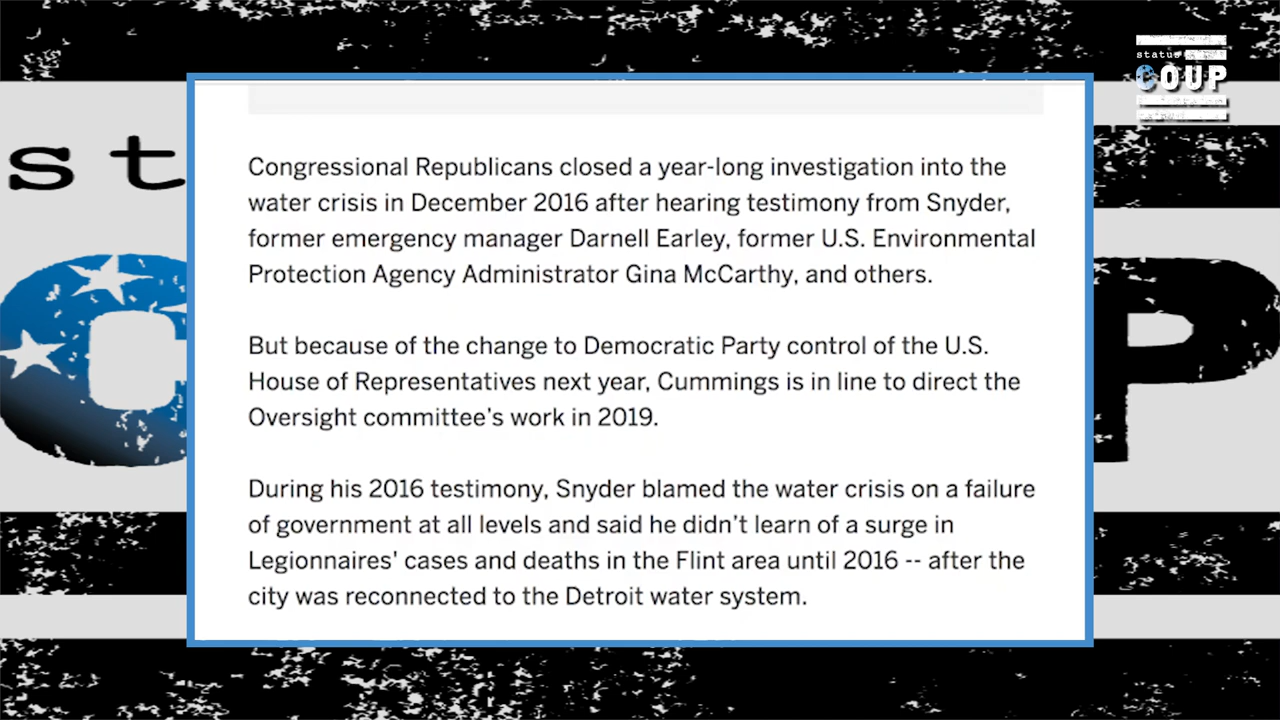 status
COUP
st
C
P
Congressional Republicans closed a year-long investigation into the
water crisis in December 2016 after hearing testimony from Snyder,
former emergency manager Darnell Earley, former U.S. Environmental
Protection Agency Administrator Gina McCarthy, and others.
But because of the change to Democratic Party control of the U.S.
House of Representatives next year, Cummings is in line to direct the
Oversight committee's work in 2019.
During his 2016 testimony, Snyder blamed the water crisis on a failure
of government at all levels and said he didn’t learn of a surge in
Legionnaires' cases and deaths in the Flint area until 2016 -- after the
city was reconnected to the Detroit water system.